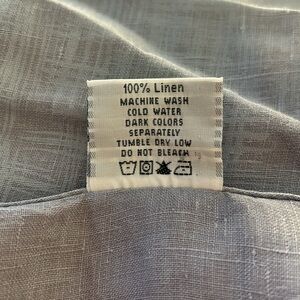 100% Linen
MACHINE WASH
COLD WATER
DARK COLORS
SEPARATELY
TUMBLE DRY LOW
DO NOT BLEACH